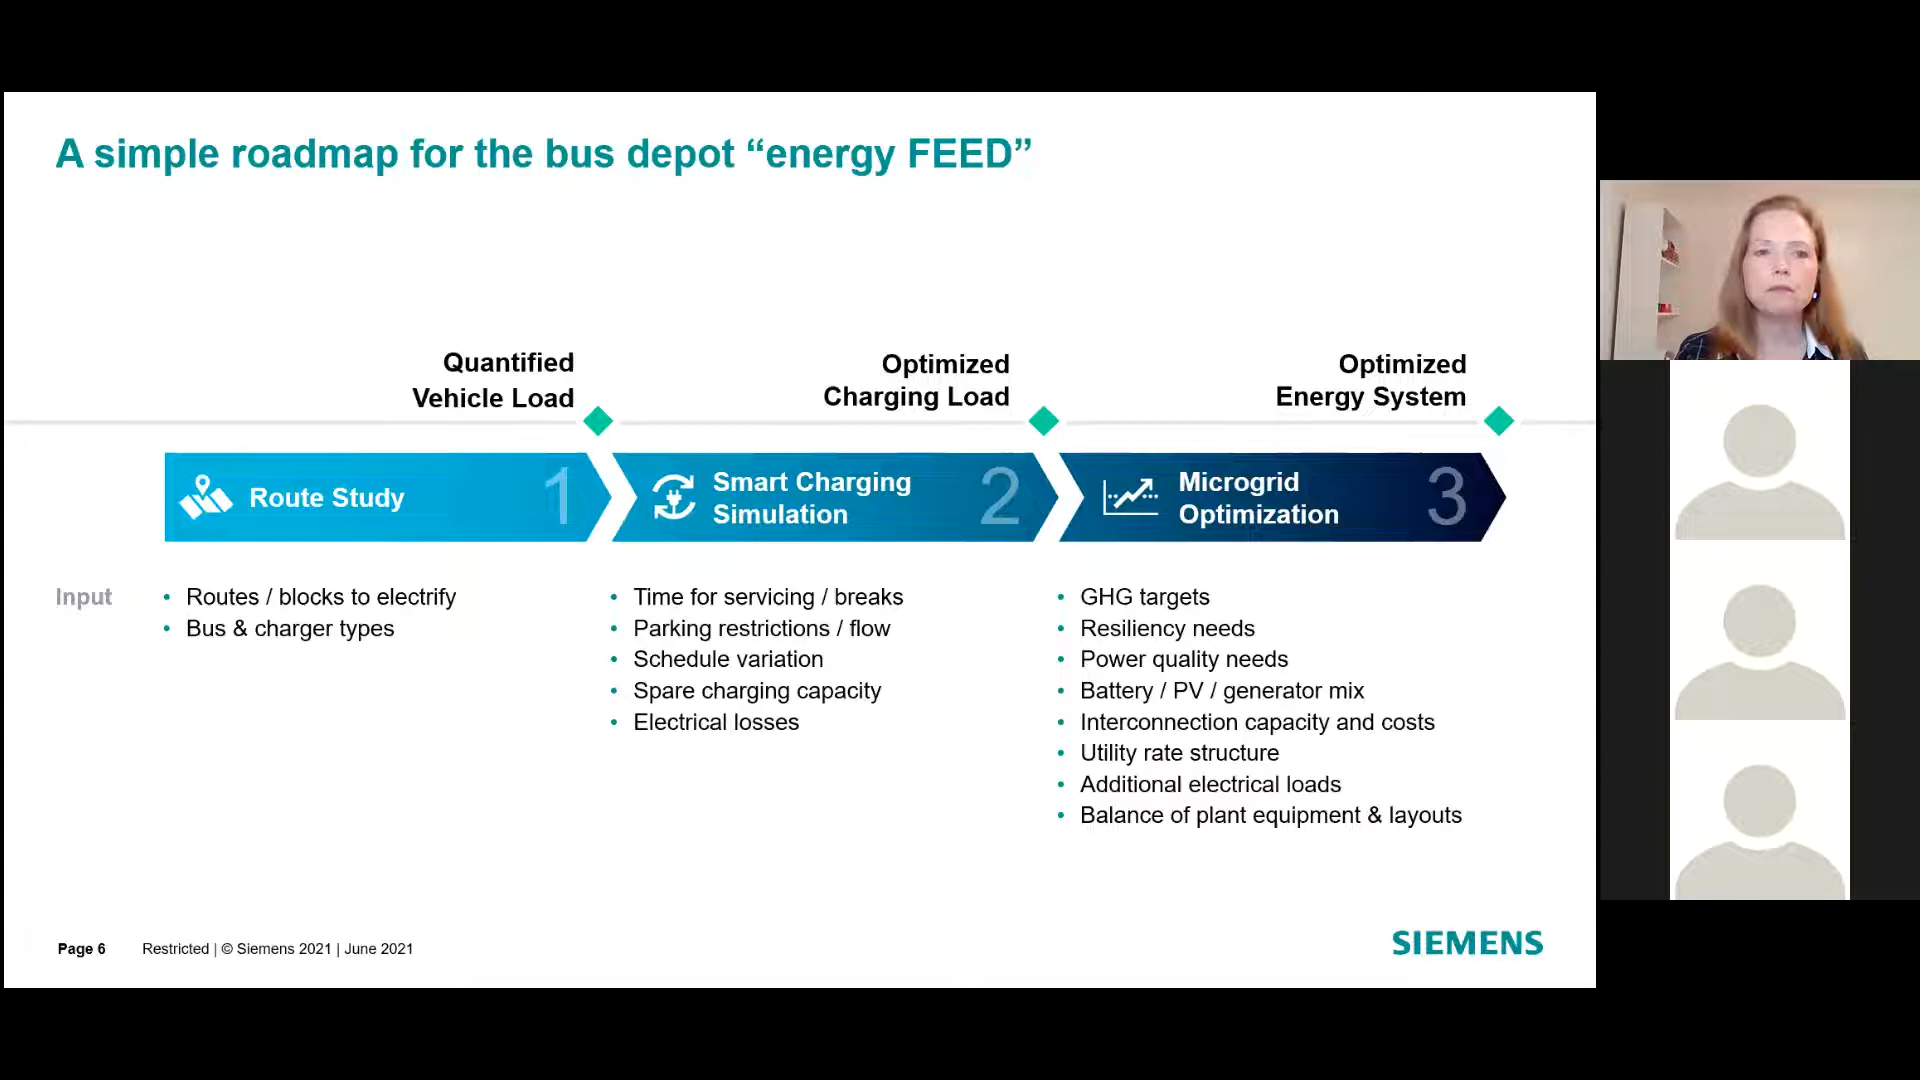 A simple roadmap for the bus depot “energy FEED”
Quantified
Vehicle Load
Optimized
Charging Load
Optimized
Energy System
Route Study
1
Smart Charging
Simulation
2
Microgrid
Optimization
3
Input
• Routes / blocks to electrify
• Bus & charger types
• Time for servicing / breaks
• Parking restrictions / flow
• Schedule variation
• Spare charging capacity
• Electrical losses
• GHG targets
• Resiliency needs
• Power quality needs
• Battery / PV / generator mix
• Interconnection capacity and costs
• Utility rate structure
• Additional electrical loads
• Balance of plant equipment & layouts
Page 6 Restricted | © Siemens 2021 | June 2021
SIEMENS